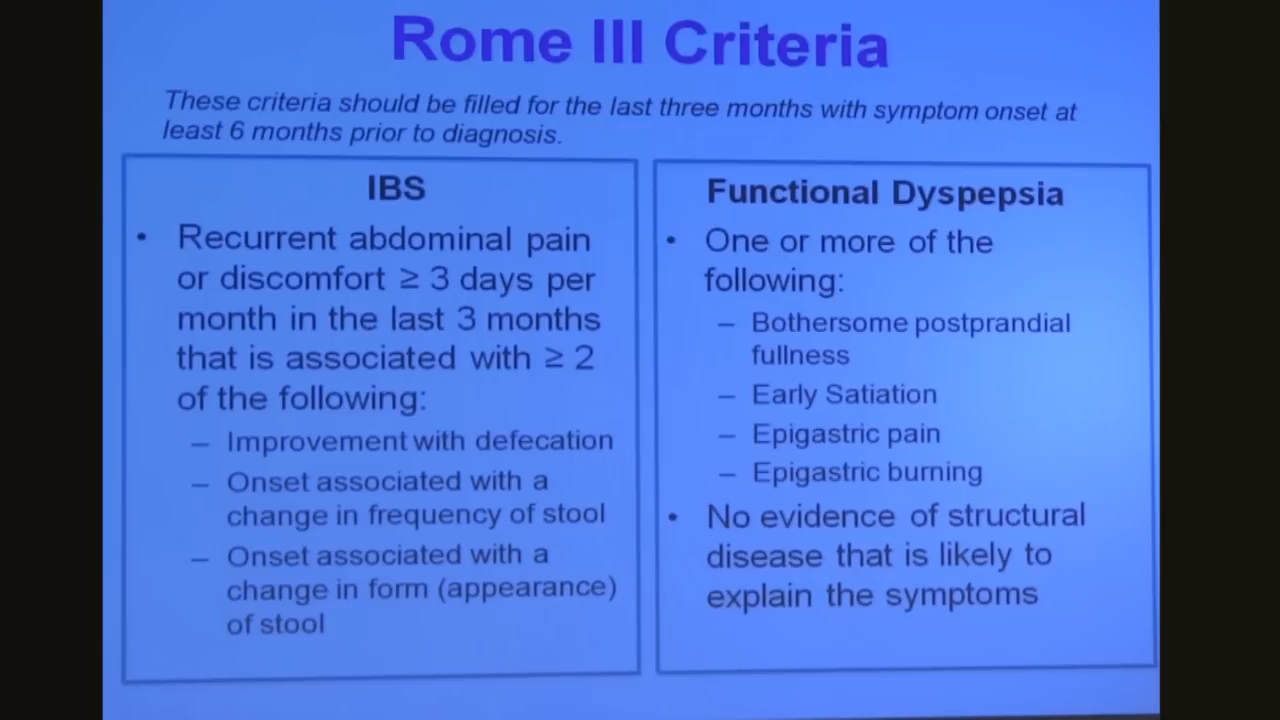 Rome III Criteria
These criteria should be filled for the last three months with symptom onset at
least 6 months prior to diagnosis.
IBS
• Recurrent abdominal pain
or discomfort ≥ 3 days per
month in the last 3 months
that is associated with ≥ 2
of the following:
– Improvement with defecation
– Onset associated with a
change in frequency of stool
– Onset associated with a
change in form (appearance)
of stool
Functional Dyspepsia
• One or more of the
following:
– Bothersome postprandial
fullness
– Early Satiation
– Epigastric pain
– Epigastric burning
• No evidence of structural
disease that is likely to
explain the symptoms